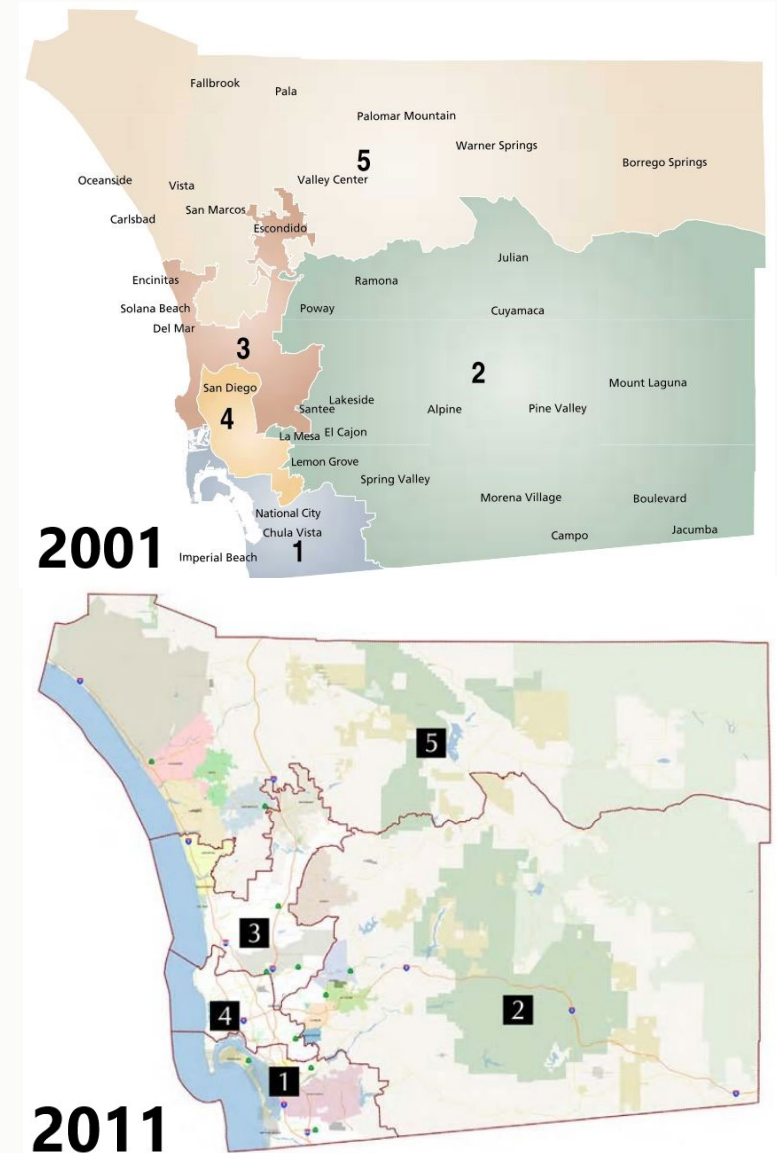 Fallbrook
Pala
Palomar Mountain
Warner Springs
5
Borrego Springs
Oceanside
Vista
Valley Center
San Marcos
Carlsbad
Escondido
Julian
Encinitas
Ramona
Solana Beach
Poway
Cuyamaca
Del Mar
3
2
San Diego
Mount Laguna
Lakeside
4
Santee
Alpine
Pine Valley
La Mesa
El Cajon
Lemon Grove
Spring Valley
Morena Village
Boulevard
National City
Chula Vista
Campo
Jacumba
2001
Imperial Beach
1
5
3
2
4
1
2011